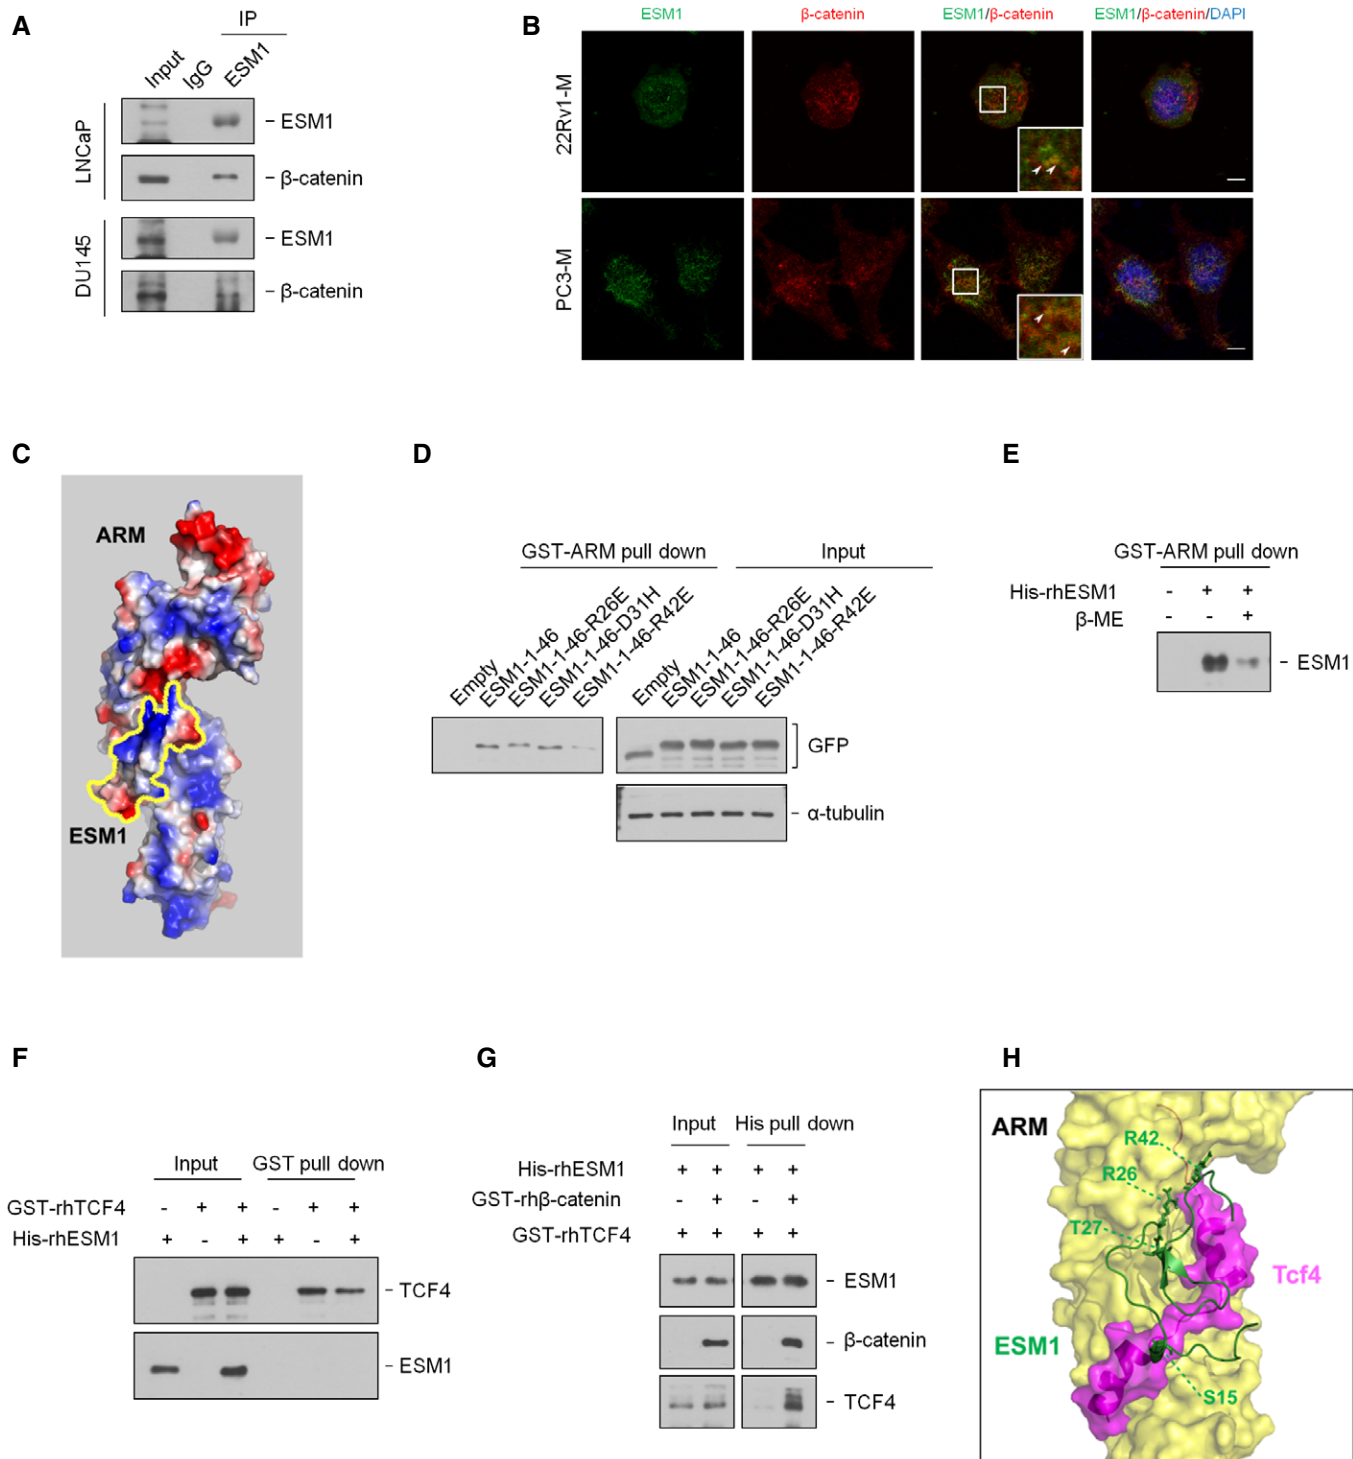 A
IP
Input
IgG
ESM1
LNCaP
ESM1
β-catenin
DU145
ESM1
β-catenin
B
ESM1
β-catenin
ESM1/β-catenin
ESM1/β-catenin/DAPI
22Rv1-M
PC3-M
C
ARM
ESM1
D
GST-ARM pull down
Input
Empty
ESM1-1-46
ESM1-1-46-R26E
ESM1-1-46-D31H
ESM1-1-46-R42E
Empty
ESM1-1-46
ESM1-1-46-R26E
ESM1-1-46-D31H
ESM1-1-46-R42E
GFP
α-tubulin
E
GST-ARM pull down
His-rhESM1 - + +
β-ME - - +
ESM1
F
Input GST pull down
GST-rhTCF4 - + + - + +
His-rhESM1 + - + + - +
TCF4
ESM1
G
Input His pull down
His-rhESM1 + + + +
GST-rhβ-catenin - + - +
GST-rhTCF4 + + + +
ESM1
β-catenin
TCF4
H
ARM
R42
R26
T27
Tcf4
ESM1
S15